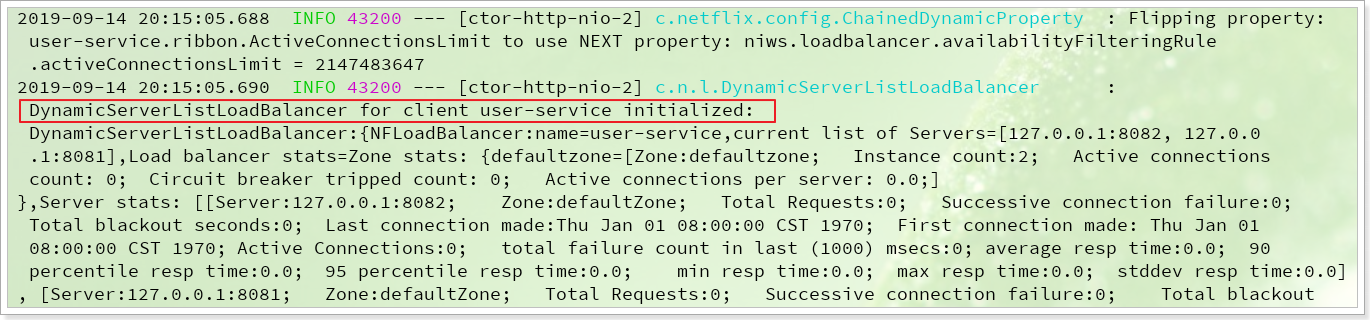 2019-09-14 20:15:05.688  INFO 43200 --- [ctor-http-nio-2] c.netflix.config.ChainedDynamicProperty  : Flipping property:
user-service.ribbon.ActiveConnectionsLimit to use NEXT property: niws.loadbalancer.availabilityFilteringRule
.activeConnectionsLimit = 2147483647
2019-09-14 20:15:05.690  INFO 43200 --- [ctor-http-nio-2] c.n.l.DynamicServerListLoadBalancer      :
DynamicServerListLoadBalancer for client user-service initialized:
DynamicServerListLoadBalancer:{NFLoadBalancer:name=user-service,current list of Servers=[127.0.0.1:8082, 127.0.0
.1:8081],Load balancer stats=Zone stats: {defaultzone=[Zone:defaultzone;   Instance count:2;   Active connections
count: 0;  Circuit breaker tripped count: 0;   Active connections per server: 0.0;]
},Server stats: [[Server:127.0.0.1:8082;    Zone:defaultZone;   Total Requests:0;   Successive connection failure:0;
Total blackout seconds:0;  Last connection made:Thu Jan 01 08:00:00 CST 1970;  First connection made: Thu Jan 01
08:00:00 CST 1970; Active Connections:0;   total failure count in last (1000) msecs:0; average resp time:0.0;  90
percentile resp time:0.0;  95 percentile resp time:0.0;    min resp time:0.0;  max resp time:0.0;  stddev resp time:0.0]
, [Server:127.0.0.1:8081;   Zone:defaultZone;   Total Requests:0;   Successive connection failure:0;    Total blackout